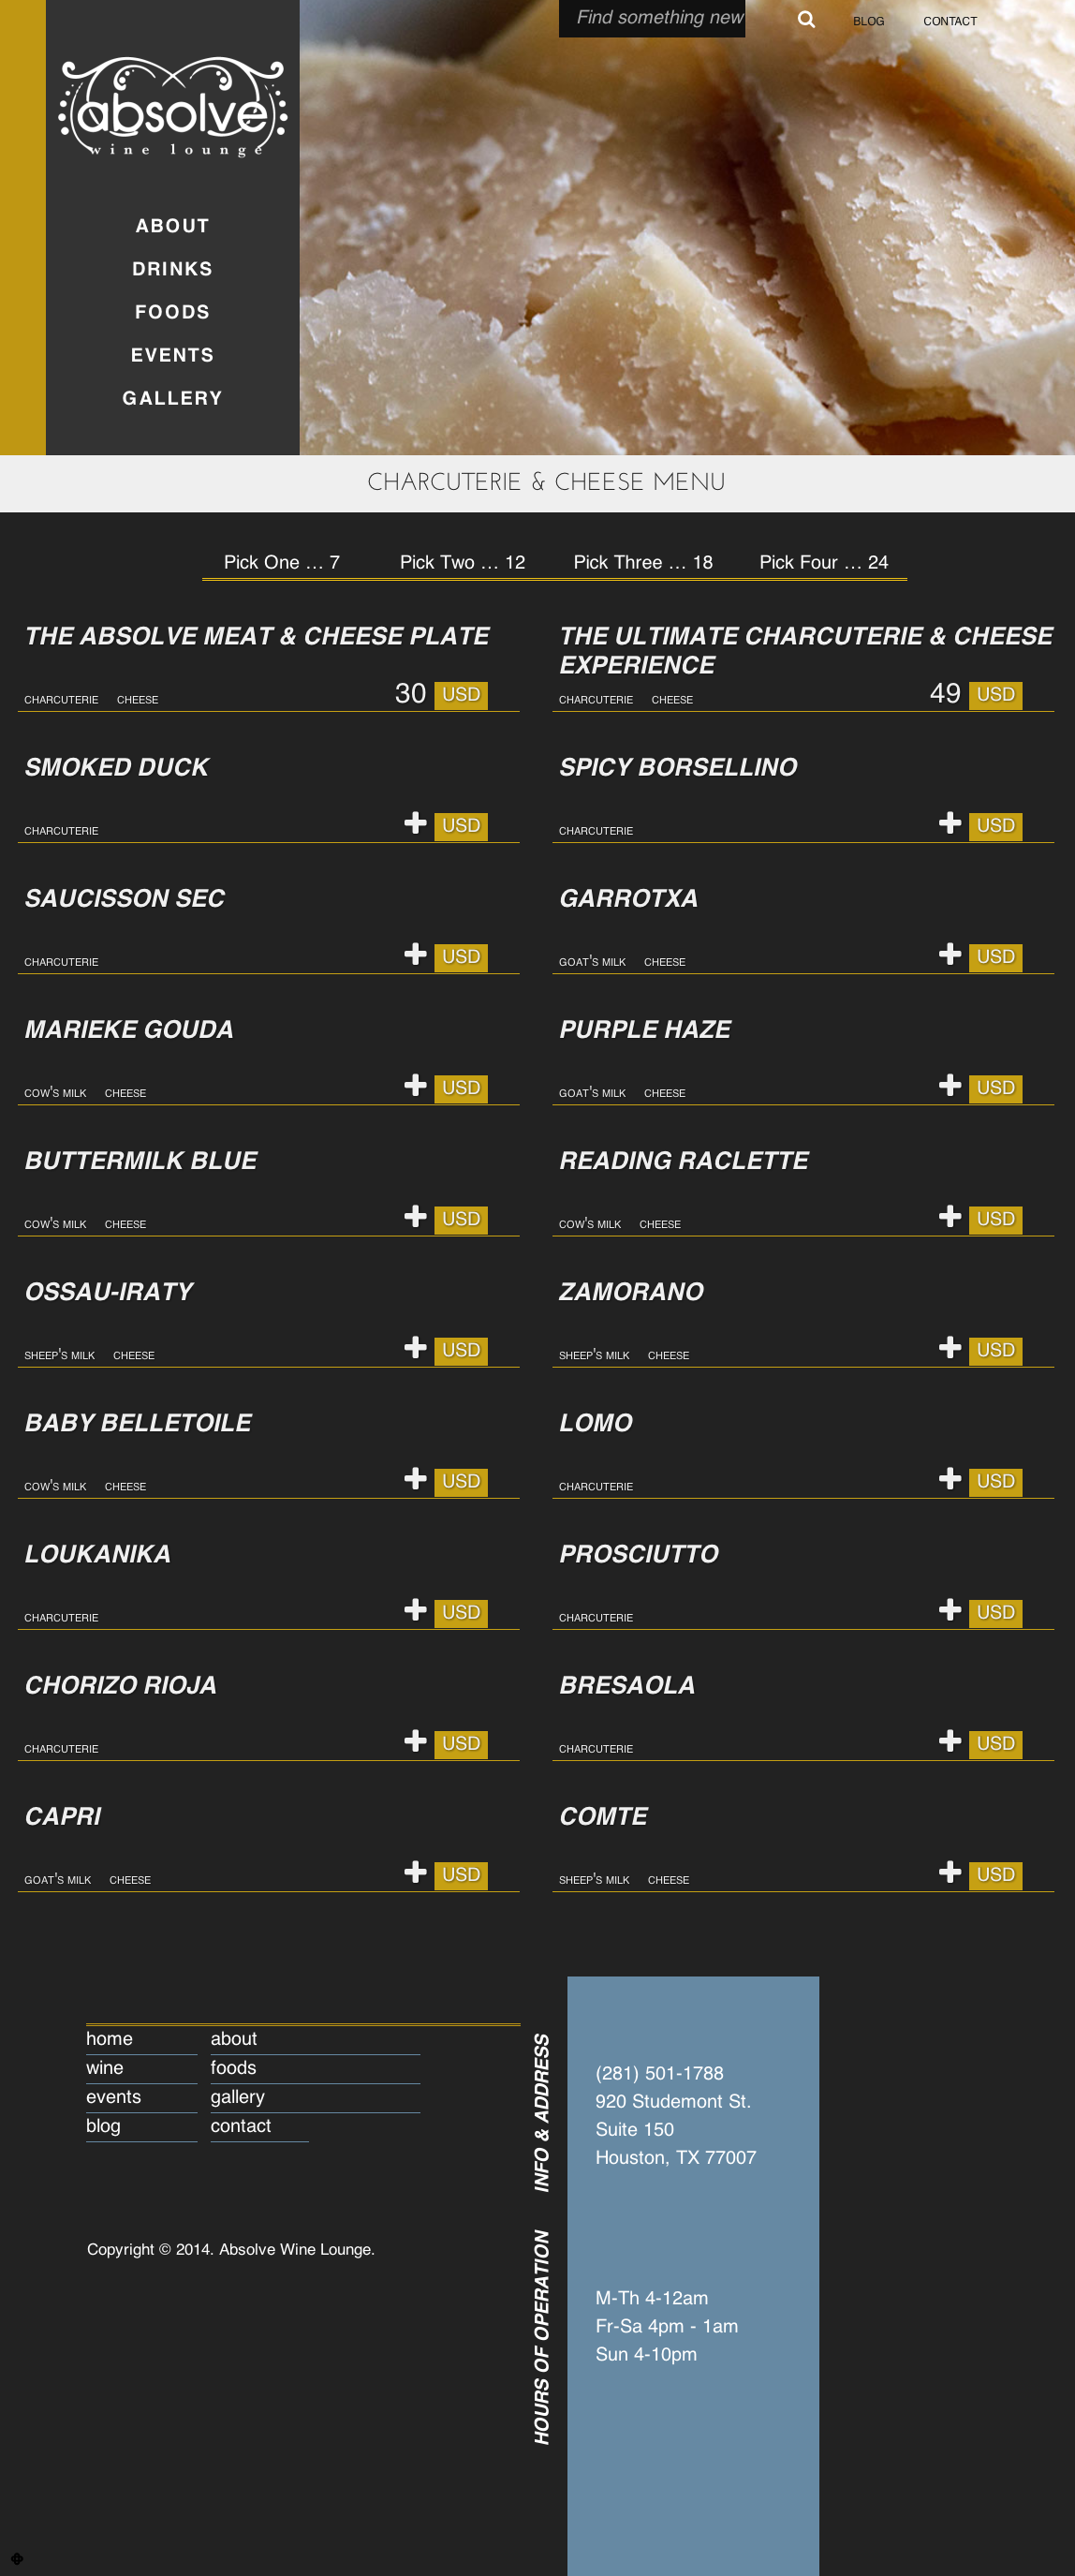 Find something new
BLOG
CONTACT
absolve
wine lounge
ABOUT
DRINKS
FOODS
EVENTS
GALLERY
CHARCUTERIE & CHEESE MENU
Pick One ... 7
Pick Two ... 12
Pick Three ... 18
Pick Four ... 24
THE ABSOLVE MEAT & CHEESE PLATE
CHARCUTERIE CHEESE 30 USD
THE ULTIMATE CHARCUTERIE & CHEESE
EXPERIENCE
CHARCUTERIE CHEESE 49 USD
SMOKED DUCK
CHARCUTERIE USD
SPICY BORSELLINO
CHARCUTERIE USD
SAUCISSON SEC
CHARCUTERIE USD
GARROTXA
GOAT'S MILK CHEESE USD
MARIEKE GOUDA
COW'S MILK CHEESE USD
PURPLE HAZE
GOAT'S MILK CHEESE USD
BUTTERMILK BLUE
COW'S MILK CHEESE USD
READING RACLETTE
COW'S MILK CHEESE USD
OSSAU-IRATY
SHEEP'S MILK CHEESE USD
ZAMORANO
SHEEP'S MILK CHEESE USD
BABY BELLETOILE
COW'S MILK CHEESE USD
LOMO
CHARCUTERIE USD
LOUKANIKA
CHARCUTERIE USD
PROSCIUTTO
CHARCUTERIE USD
CHORIZO RIOJA
CHARCUTERIE USD
BRESAOLA
CHARCUTERIE USD
CAPRI
GOAT'S MILK CHEESE USD
COMTE
SHEEP'S MILK CHEESE USD
home about
wine foods
events gallery
blog contact
Copyright © 2014. Absolve Wine Lounge.
INFO & ADDRESS
(281) 501-1788
920 Studemont St.
Suite 150
Houston, TX 77007
HOURS OF OPERATION
M-Th 4-12am
Fr-Sa 4pm - 1am
Sun 4-10pm